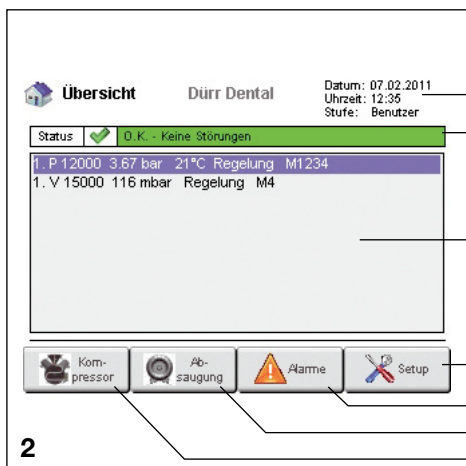 Übersicht Dürr Dental
Datum: 07.02.2011
Uhrzeit: 12:35
Stufe: Benutzer
Status O.K. - Keine Störungen
1. P 12000 3.67 bar 21°C Regelung M1234
1. V 15000 116 mbar Regelung M4
Kom-
pressor
Ab-
saugung
Alarme
Setup
2